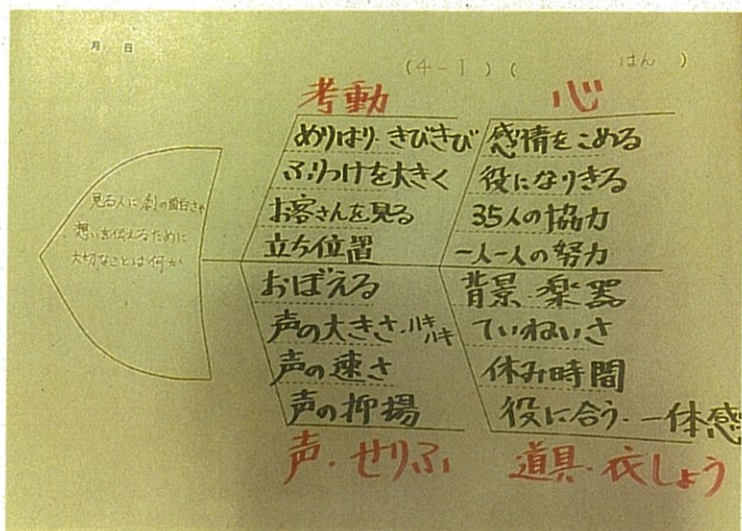 月 日
(4-1)( はん )
考動
心
見る人に劇の面白さや
想いを伝えるために
大切なことは何か
めりはり・きびきび
ふりつけを大きく
お客さんを見る
立ち位置
感情をこめる
役になりきる
35人の協力
一人一人の努力
おぼえる
声の大きさ・ハキハキ
声の速さ
声の抑揚
背景・楽器
ていねいさ
休み時間
役に合う・一体感
声・せりふ
道具・衣しょう